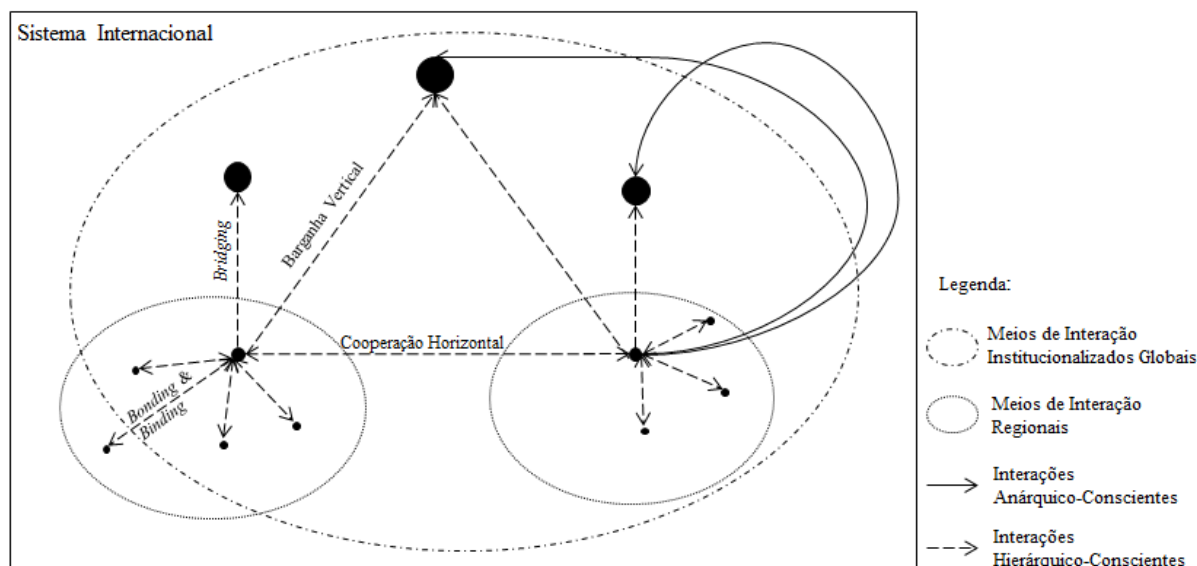 Sistema Internacional
Bridging
Barganha Vertical
Cooperação Horizontal
Bonding &
Binding
Legenda:
Meios de Interação
Institucionalizados Globais
Meios de Interação
Regionais
Interações
Anárquico-Conscientes
Interações
Hierárquico-Conscientes